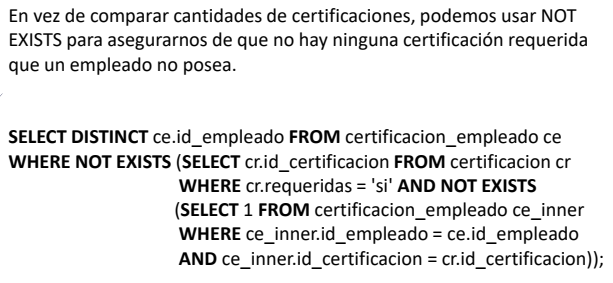 En vez de comparar cantidades de certificaciones, podemos usar NOT
EXISTS para asegurarnos de que no hay ninguna certificación requerida
que un empleado no posea.
SELECT DISTINCT ce.id_empleado FROM certificacion_empleado ce
WHERE NOT EXISTS (SELECT cr.id_certificacion FROM certificacion cr
WHERE cr.requeridas = 'si' AND NOT EXISTS
(SELECT 1 FROM certificacion_empleado ce_inner
WHERE ce_inner.id_empleado = ce.id_empleado
AND ce_inner.id_certificacion = cr.id_certificacion));